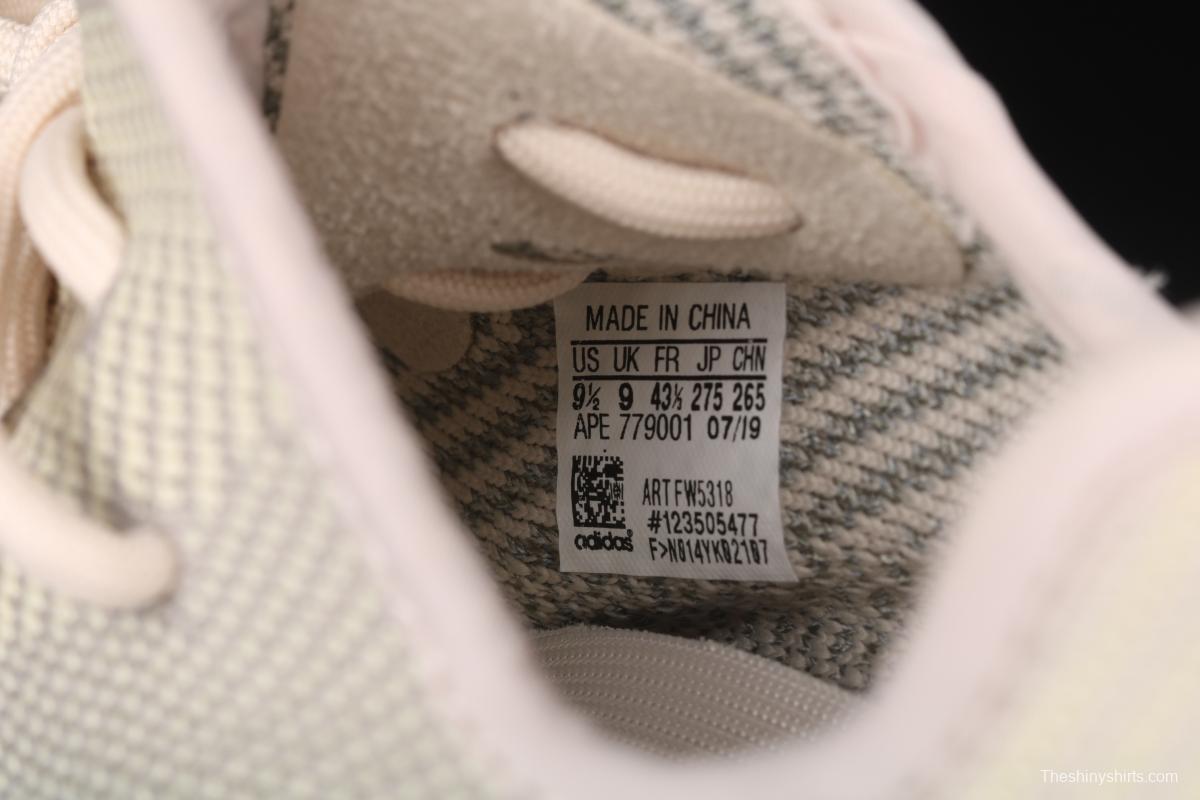 MADE IN CHINA
US UK FR JP CHN
9½ 9 43⅓ 275 265
APE 779001 07/19
ART FW5318
#123505477
F>N014YK02107
adidas®
Theshinyshirts.com